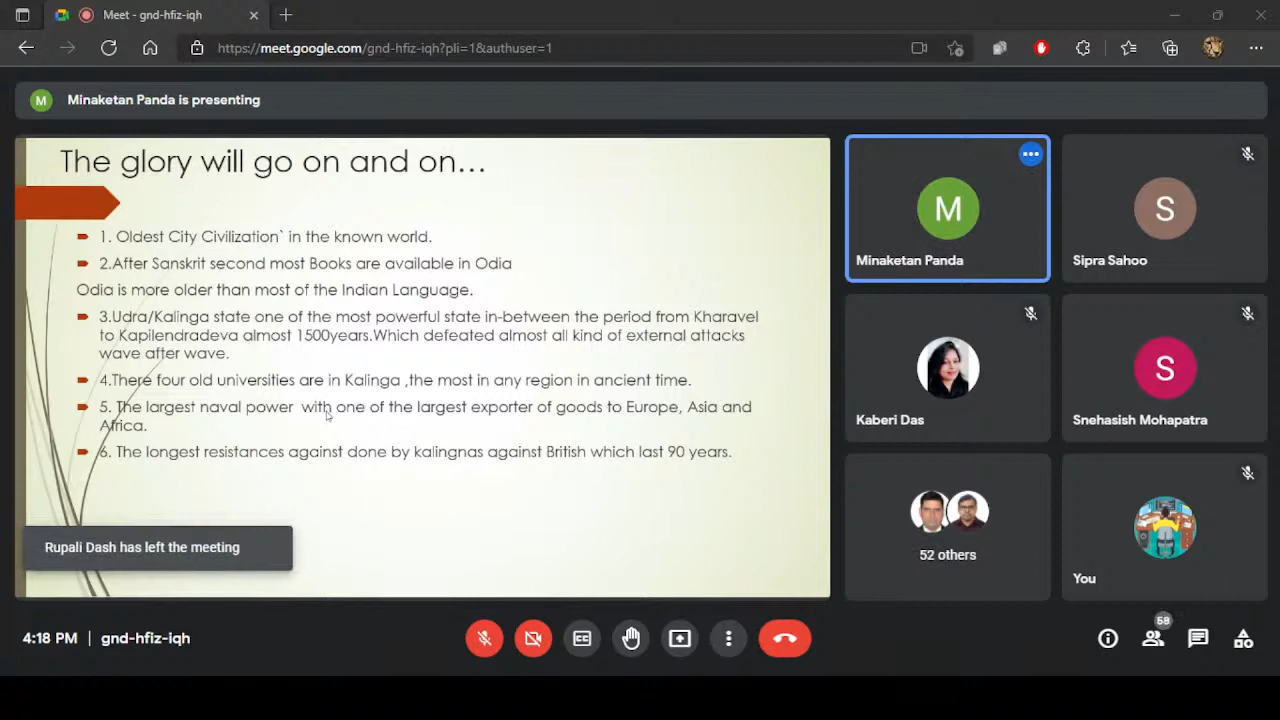 Meet - gnd-hfiz-iqh
https://meet.google.com/gnd-hfiz-iqh?pli=1&authuser=1
M
Minaketan Panda is presenting
The glory will go on and on...
1. Oldest City Civilization` in the known world.
2.After Sanskrit second most Books are available in Odia
Odia is more older than most of the Indian Language.
3.Udra/Kalinga state one of the most powerful state in-between the period from Kharavel
to Kapilendradeva almost 1500years.Which defeated almost all kind of external attacks
wave after wave.
4.There four old universities are in Kalinga ,the most in any region in ancient time.
5. The largest naval power with one of the largest exporter of goods to Europe, Asia and
Africa.
6. The longest resistances against done by kalingnas against British which last 90 years.
Rupali Dash has left the meeting
M
Minaketan Panda
S
Sipra Sahoo
Kaberi Das
S
Snehasish Mohapatra
52 others
You
4:18 PM | gnd-hfiz-iqh
CC
58